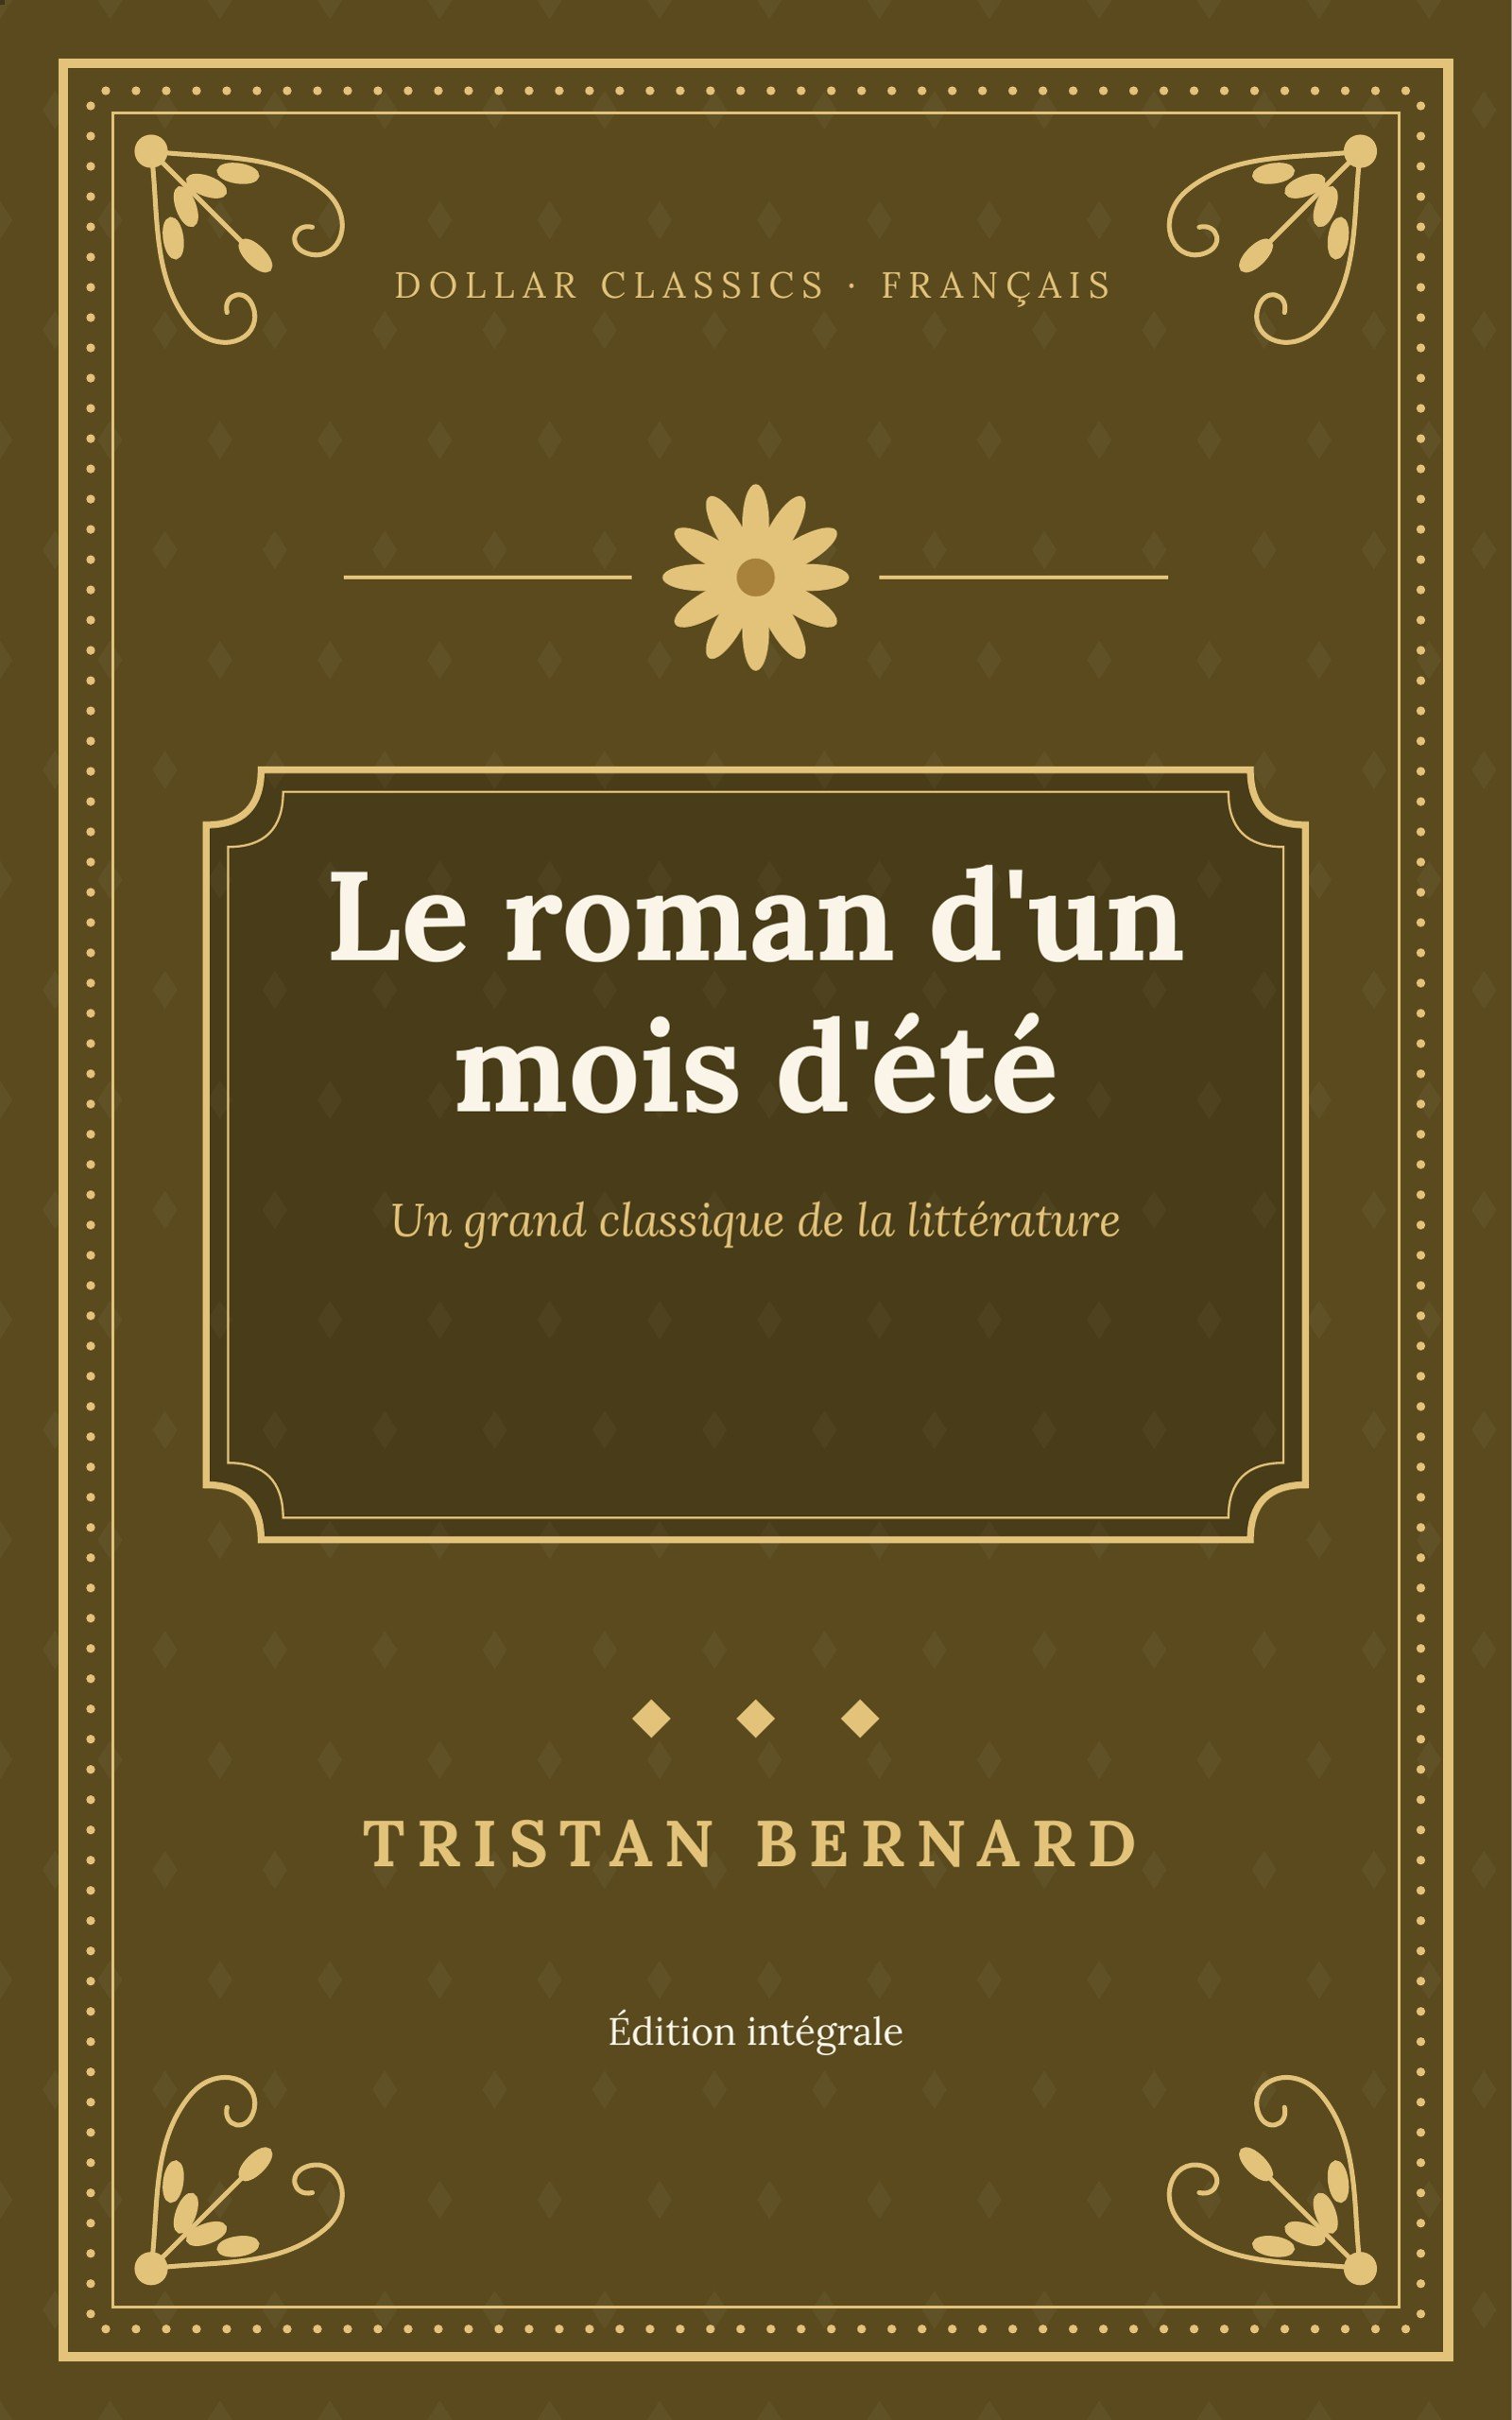 DOLLAR CLASSICS · FRANÇAIS
Le roman d'un
mois d'été
Un grand classique de la littérature
TRISTAN BERNARD
Édition intégrale